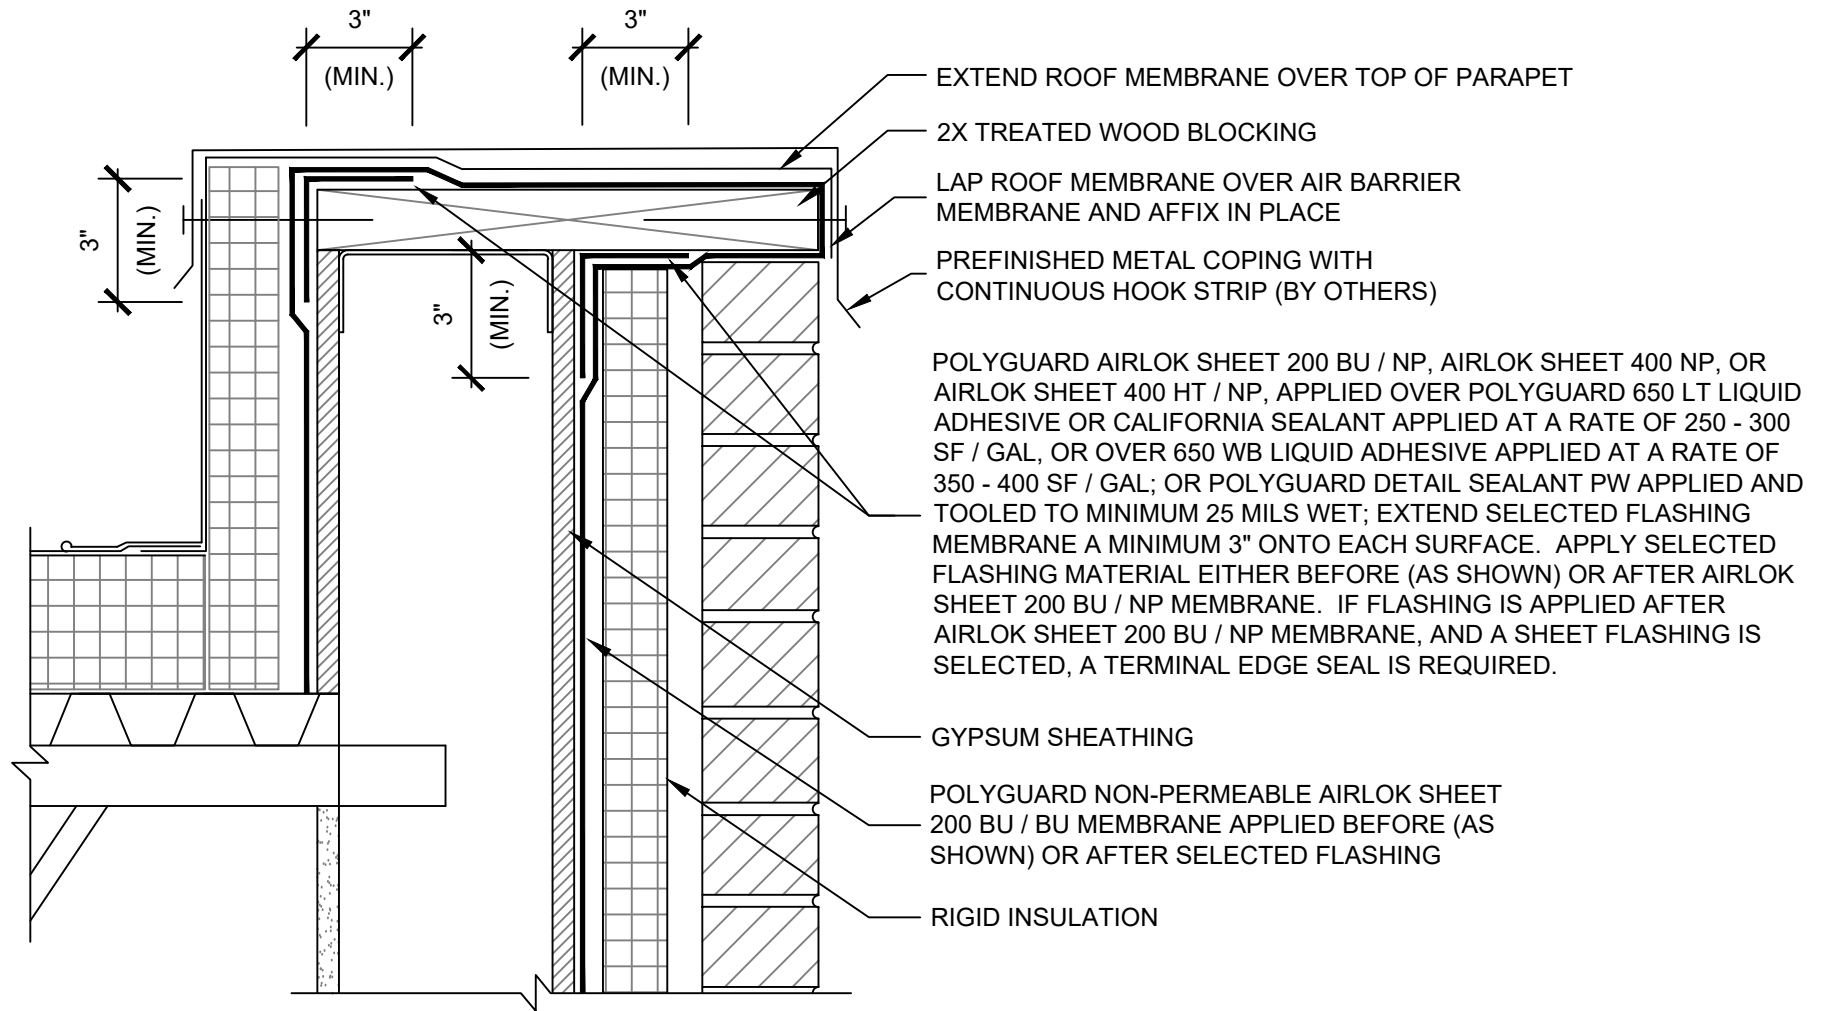 3"
(MIN.)
3"
(MIN.)
3"
(MIN.)
3"
(MIN.)
EXTEND ROOF MEMBRANE OVER TOP OF PARAPET
2X TREATED WOOD BLOCKING
LAP ROOF MEMBRANE OVER AIR BARRIER
MEMBRANE AND AFFIX IN PLACE
PREFINISHED METAL COPING WITH
CONTINUOUS HOOK STRIP (BY OTHERS)
POLYGUARD AIRLOK SHEET 200 BU / NP, AIRLOK SHEET 400 NP, OR
AIRLOK SHEET 400 HT / NP, APPLIED OVER POLYGUARD 650 LT LIQUID
ADHESIVE OR CALIFORNIA SEALANT APPLIED AT A RATE OF 250 - 300
SF / GAL, OR OVER 650 WB LIQUID ADHESIVE APPLIED AT A RATE OF
350 - 400 SF / GAL; OR POLYGUARD DETAIL SEALANT PW APPLIED AND
TOOLED TO MINIMUM 25 MILS WET; EXTEND SELECTED FLASHING
MEMBRANE A MINIMUM 3" ONTO EACH SURFACE.  APPLY SELECTED
FLASHING MATERIAL EITHER BEFORE (AS SHOWN) OR AFTER AIRLOK
SHEET 200 BU / NP MEMBRANE.  IF FLASHING IS APPLIED AFTER
AIRLOK SHEET 200 BU / NP MEMBRANE, AND A SHEET FLASHING IS
SELECTED, A TERMINAL EDGE SEAL IS REQUIRED.
GYPSUM SHEATHING
POLYGUARD NON-PERMEABLE AIRLOK SHEET
200 BU / BU MEMBRANE APPLIED BEFORE (AS
SHOWN) OR AFTER SELECTED FLASHING
RIGID INSULATION